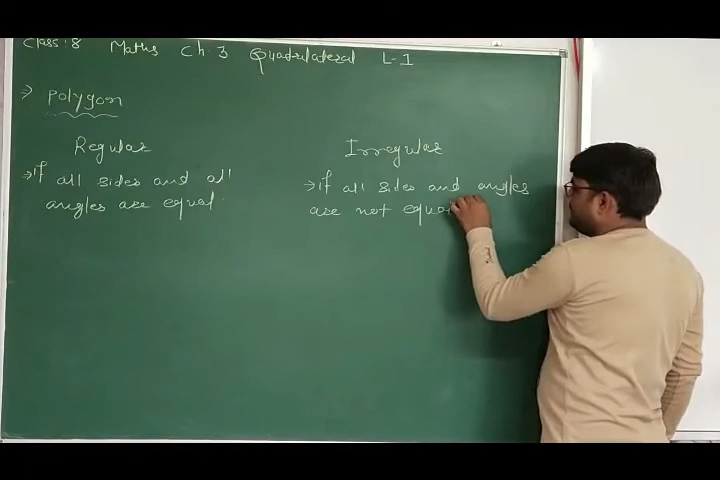 Class:8 Maths Ch.3 Quadrilateral L-1
→ Polygon
Regular
→ if all sides and all
angles are equal
Irregular
→ if all sides and angles
are not equal